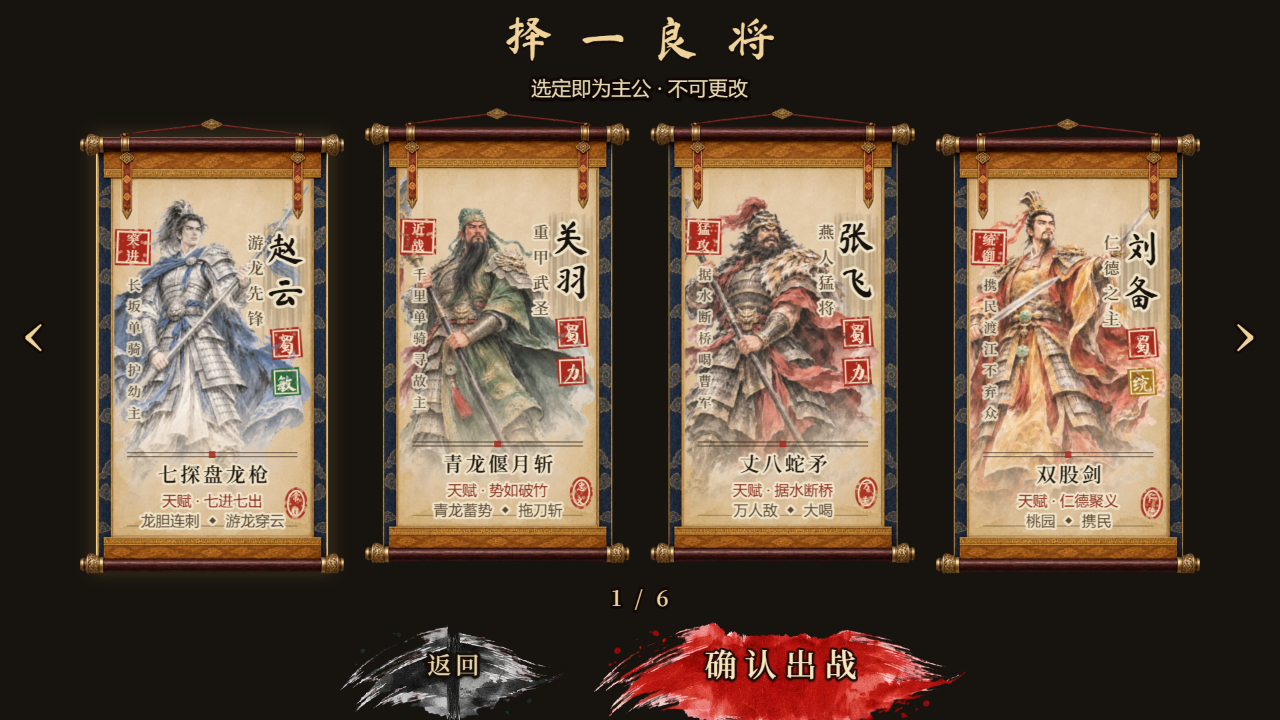 择一良将
选定即为主公·不可更改
突进
赵云
游龙先锋
长坂单骑护幼主
蜀
敏
七探盘龙枪
天赋·七进七出
龙胆连刺 ◆ 游龙穿云
近战
关羽
重甲武圣
千里单骑寻故主
蜀
力
青龙偃月斩
天赋·势如破竹
青龙蓄势 ◆ 拖刀斩
猛攻
张飞
燕人猛将
据水断桥喝曹军
蜀
力
丈八蛇矛
天赋·据水断桥
万人敌 ◆ 大喝
统御
刘备
仁德之主
携民渡江不弃众
蜀
统
双股剑
天赋·仁德聚义
桃园 ◆ 携民
1 / 6
返回
确认出战